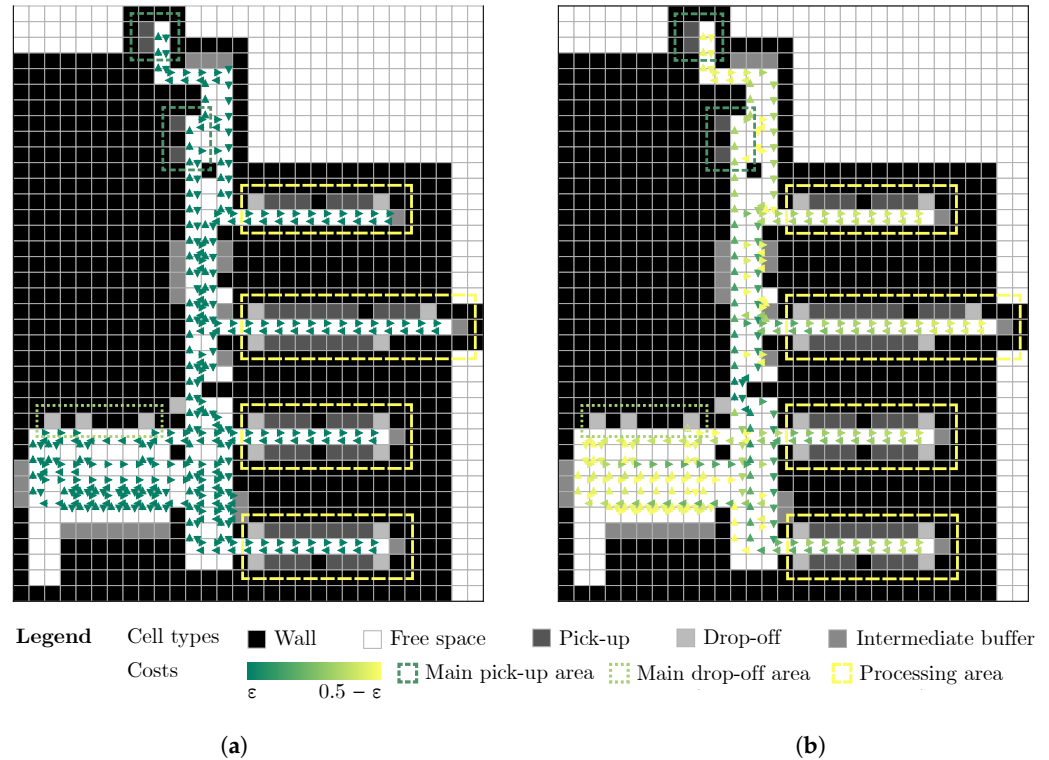 Legend Cell types Wall Free space Pick-up Drop-off Intermediate buffer
Costs Main pick-up area Main drop-off area Processing area
ε 0.5 − ε
(a) (b)